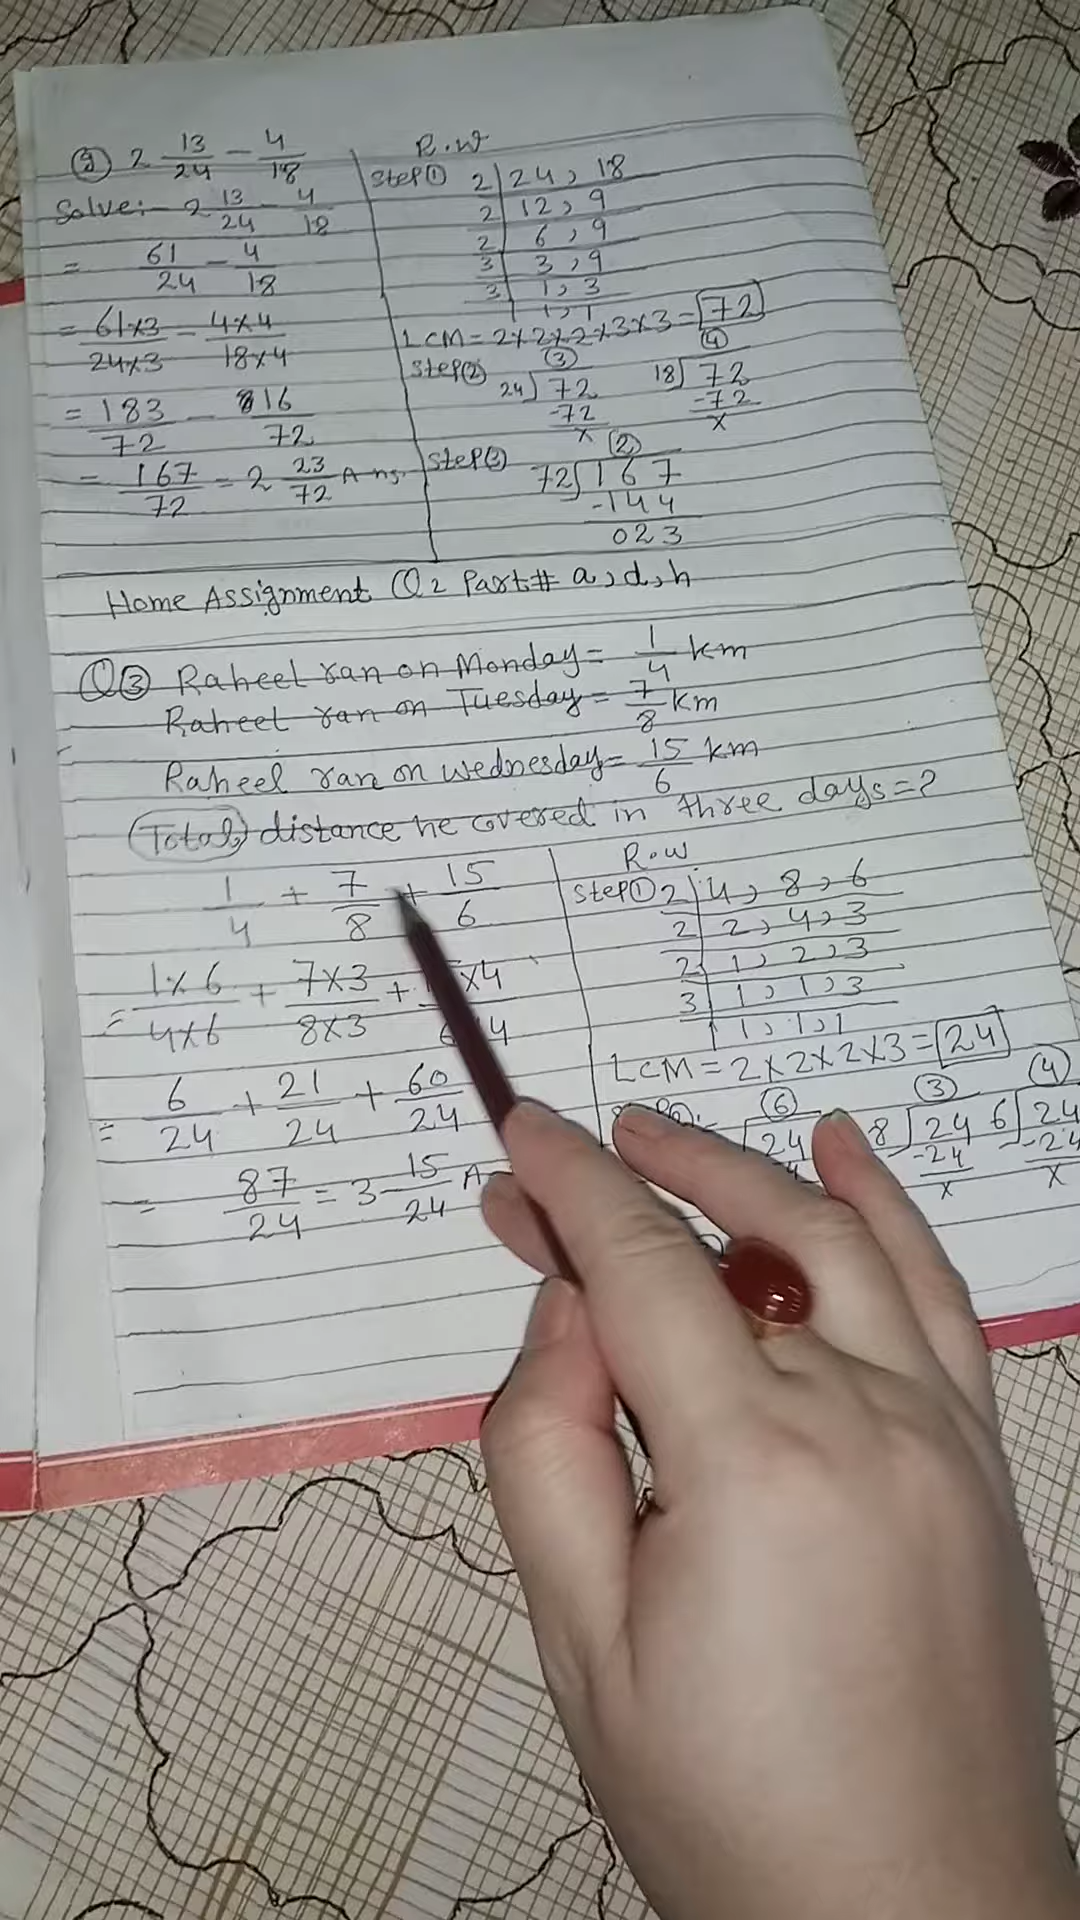 g) 2 13/24 - 4/18
Solve:- 2 13/24 - 4/18
= 61/24 - 4/18
= 61×3/24×3 - 4×4/18×4
= 183/72 - 16/72
= 167/72 = 2 23/72 Ans.
R.W
Step① 2|24, 18
2|12, 9
2|6, 9
3|3, 9
3|1, 3
|1, 1
LCM = 2×2×2×3×3 = 72
Step② 24)72 (3) 18)72 (4)
-72 -72
x x
Step③ 72)167 (2)
-144
023
Home Assignment Q2 Part# a, d, h
Q③ Raheel ran on Monday = 1/4 km
Raheel ran on Tuesday = 7/8 km
Raheel ran on Wednesday = 15/6 km
Total distance he covered in three days = ?
1/4 + 7/8 + 15/6
= 1×6/4×6 + 7×3/8×3 + ×4/ 4
= 6/24 + 21/24 + 60/24
= 87/24 = 3 15/24 A
R.W
Step① 2|4, 8, 6
2|2, 4, 3
2|1, 2, 3
3|1, 1, 3
|1, 1, 1
LCM = 2×2×2×3 = 24
24 (6) 8)24 (3) 6)24 (4)
-24 -24
x x